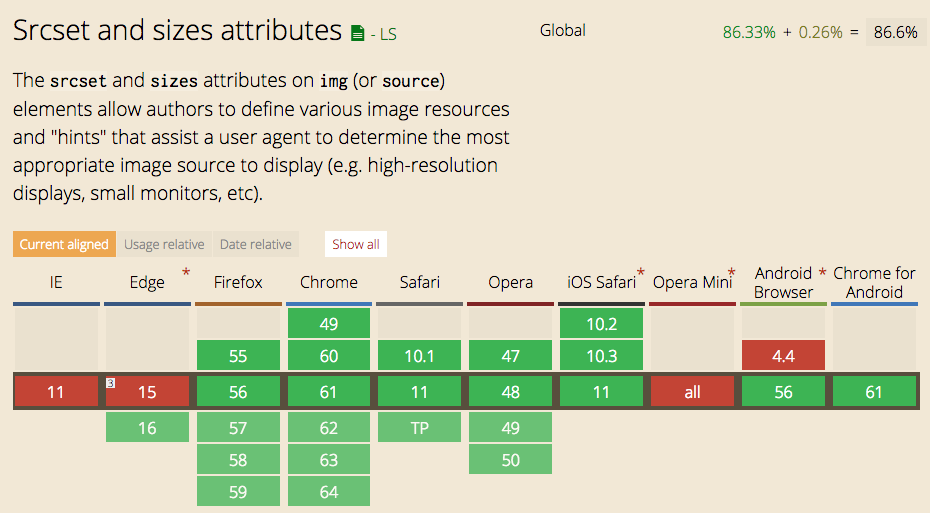 Srcset and sizes attributes - LS
Global
86.33% + 0.26% = 86.6%
The srcset and sizes attributes on img (or source)
elements allow authors to define various image resources
and "hints" that assist a user agent to determine the most
appropriate image source to display (e.g. high-resolution
displays, small monitors, etc).
Current aligned Usage relative Date relative Show all
IE Edge * Firefox Chrome Safari Opera iOS Safari * Opera Mini * Android Browser * Chrome for Android
49 10.2
55 60 10.1 47 10.3 4.4
11 3 15 56 61 11 48 11 all 56 61
16 57 62 TP 49
58 63 50
59 64